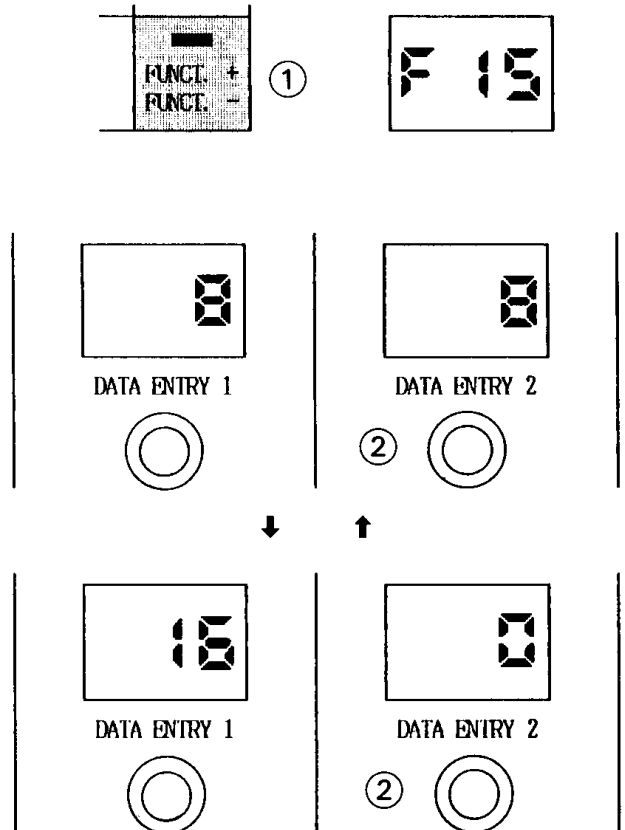 FUNCT. +
FUNCT. -
① F 15
8 8
DATA ENTRY 1 DATA ENTRY 2
②
16 0
DATA ENTRY 1 DATA ENTRY 2
②